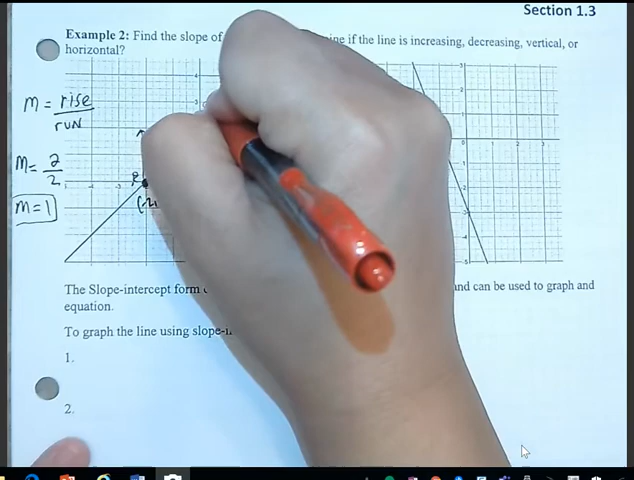 Section 1.3
Example 2: Find the slope of
ine if the line is increasing, decreasing, vertical, or
horizontal?
m = rise
run
m = 2
2
m = 1
The Slope-intercept form
and can be used to graph and
equation.
To graph the line using slope-i
1.
2.